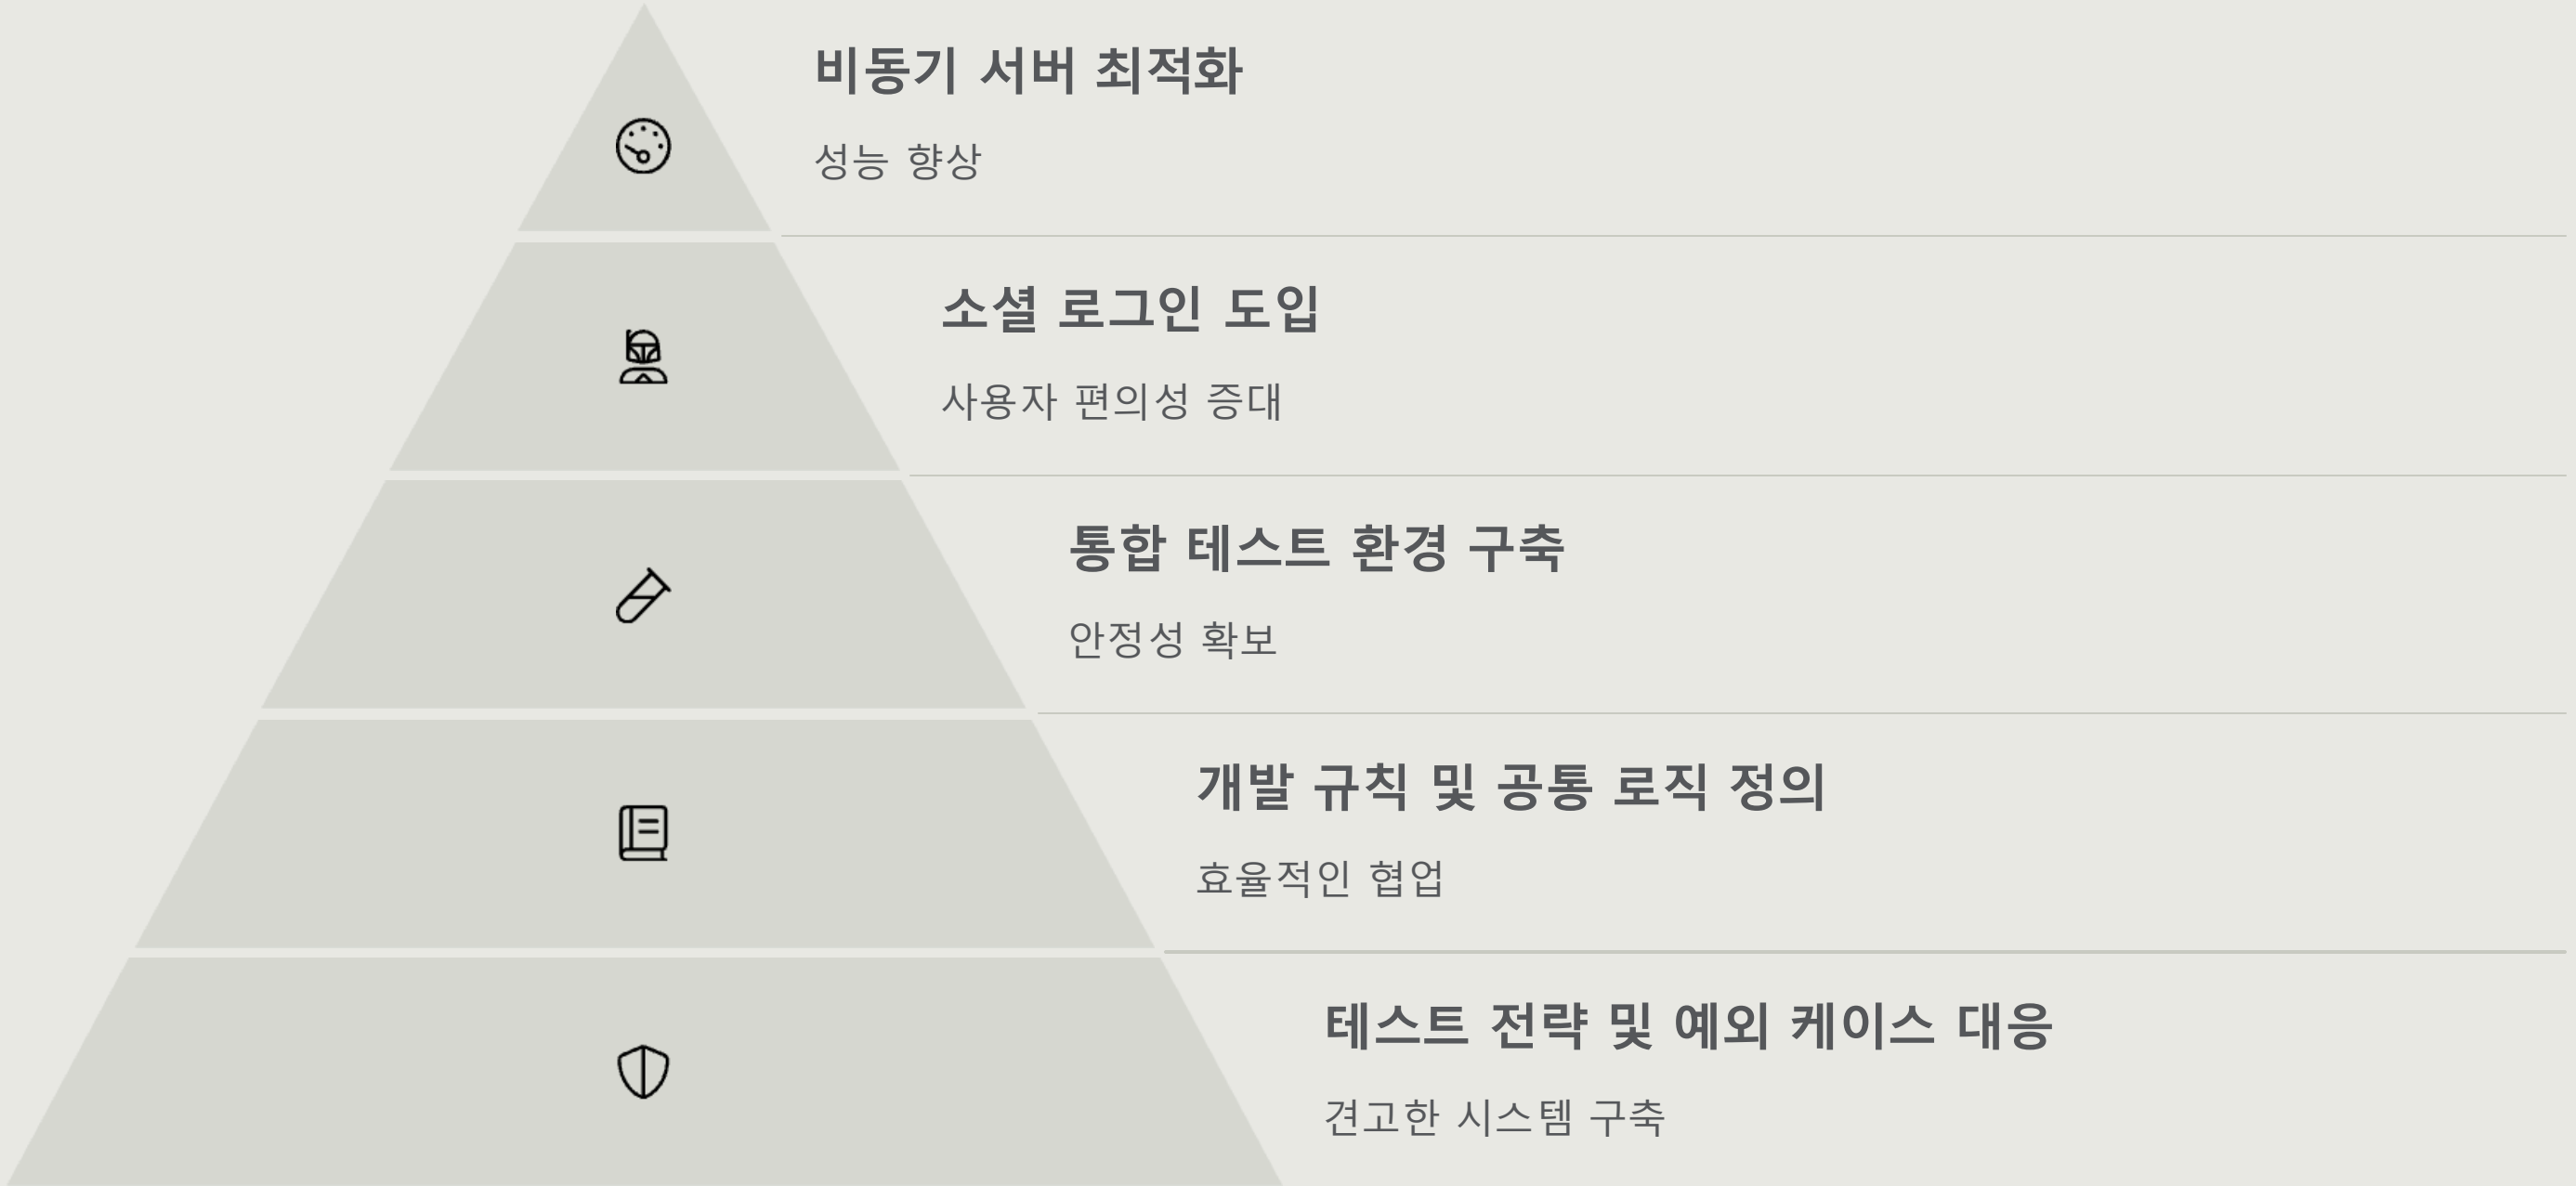 비동기 서버 최적화
성능 향상
소셜 로그인 도입
사용자 편의성 증대
통합 테스트 환경 구축
안정성 확보
개발 규칙 및 공통 로직 정의
효율적인 협업
테스트 전략 및 예외 케이스 대응
견고한 시스템 구축